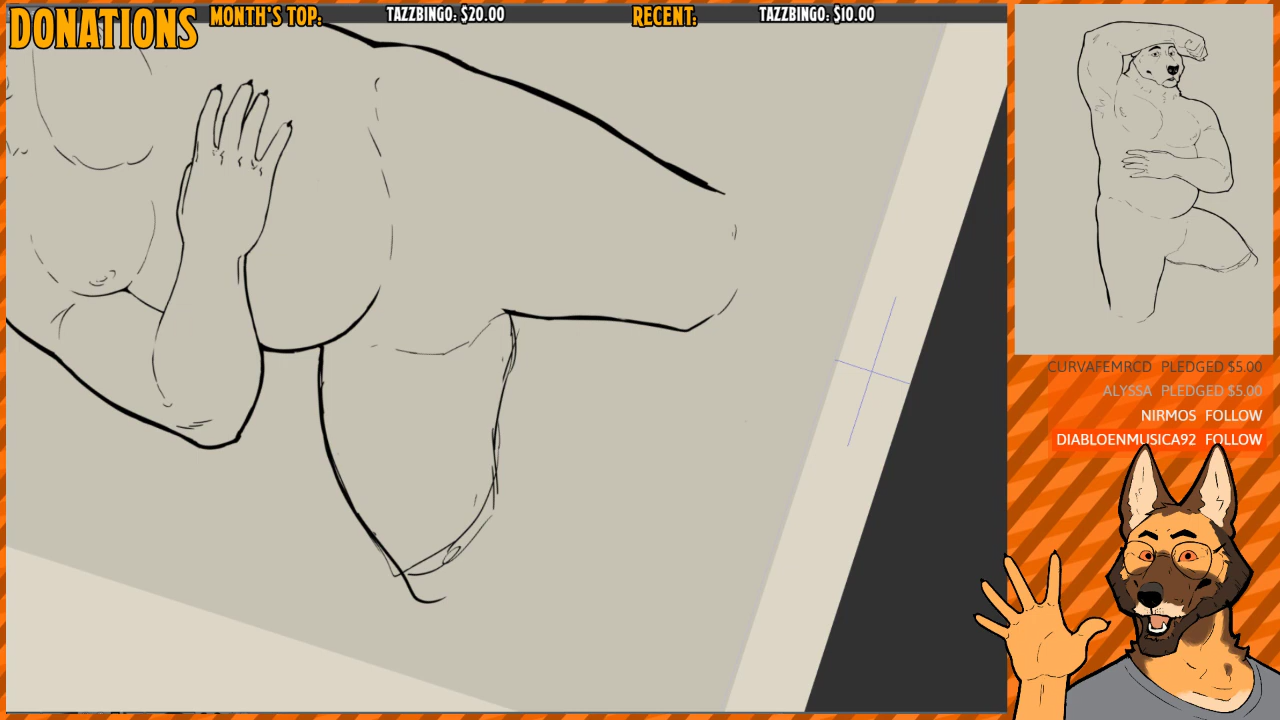 DONATIONS MONTH'S TOP: TAZZBINGO: $20.00 RECENT: TAZZBINGO: $10.00
CURVAFEMRCD PLEDGED $5.00
ALYSSA PLEDGED $5.00
NIRMOS FOLLOW
DIABLOENMUSICA92 FOLLOW